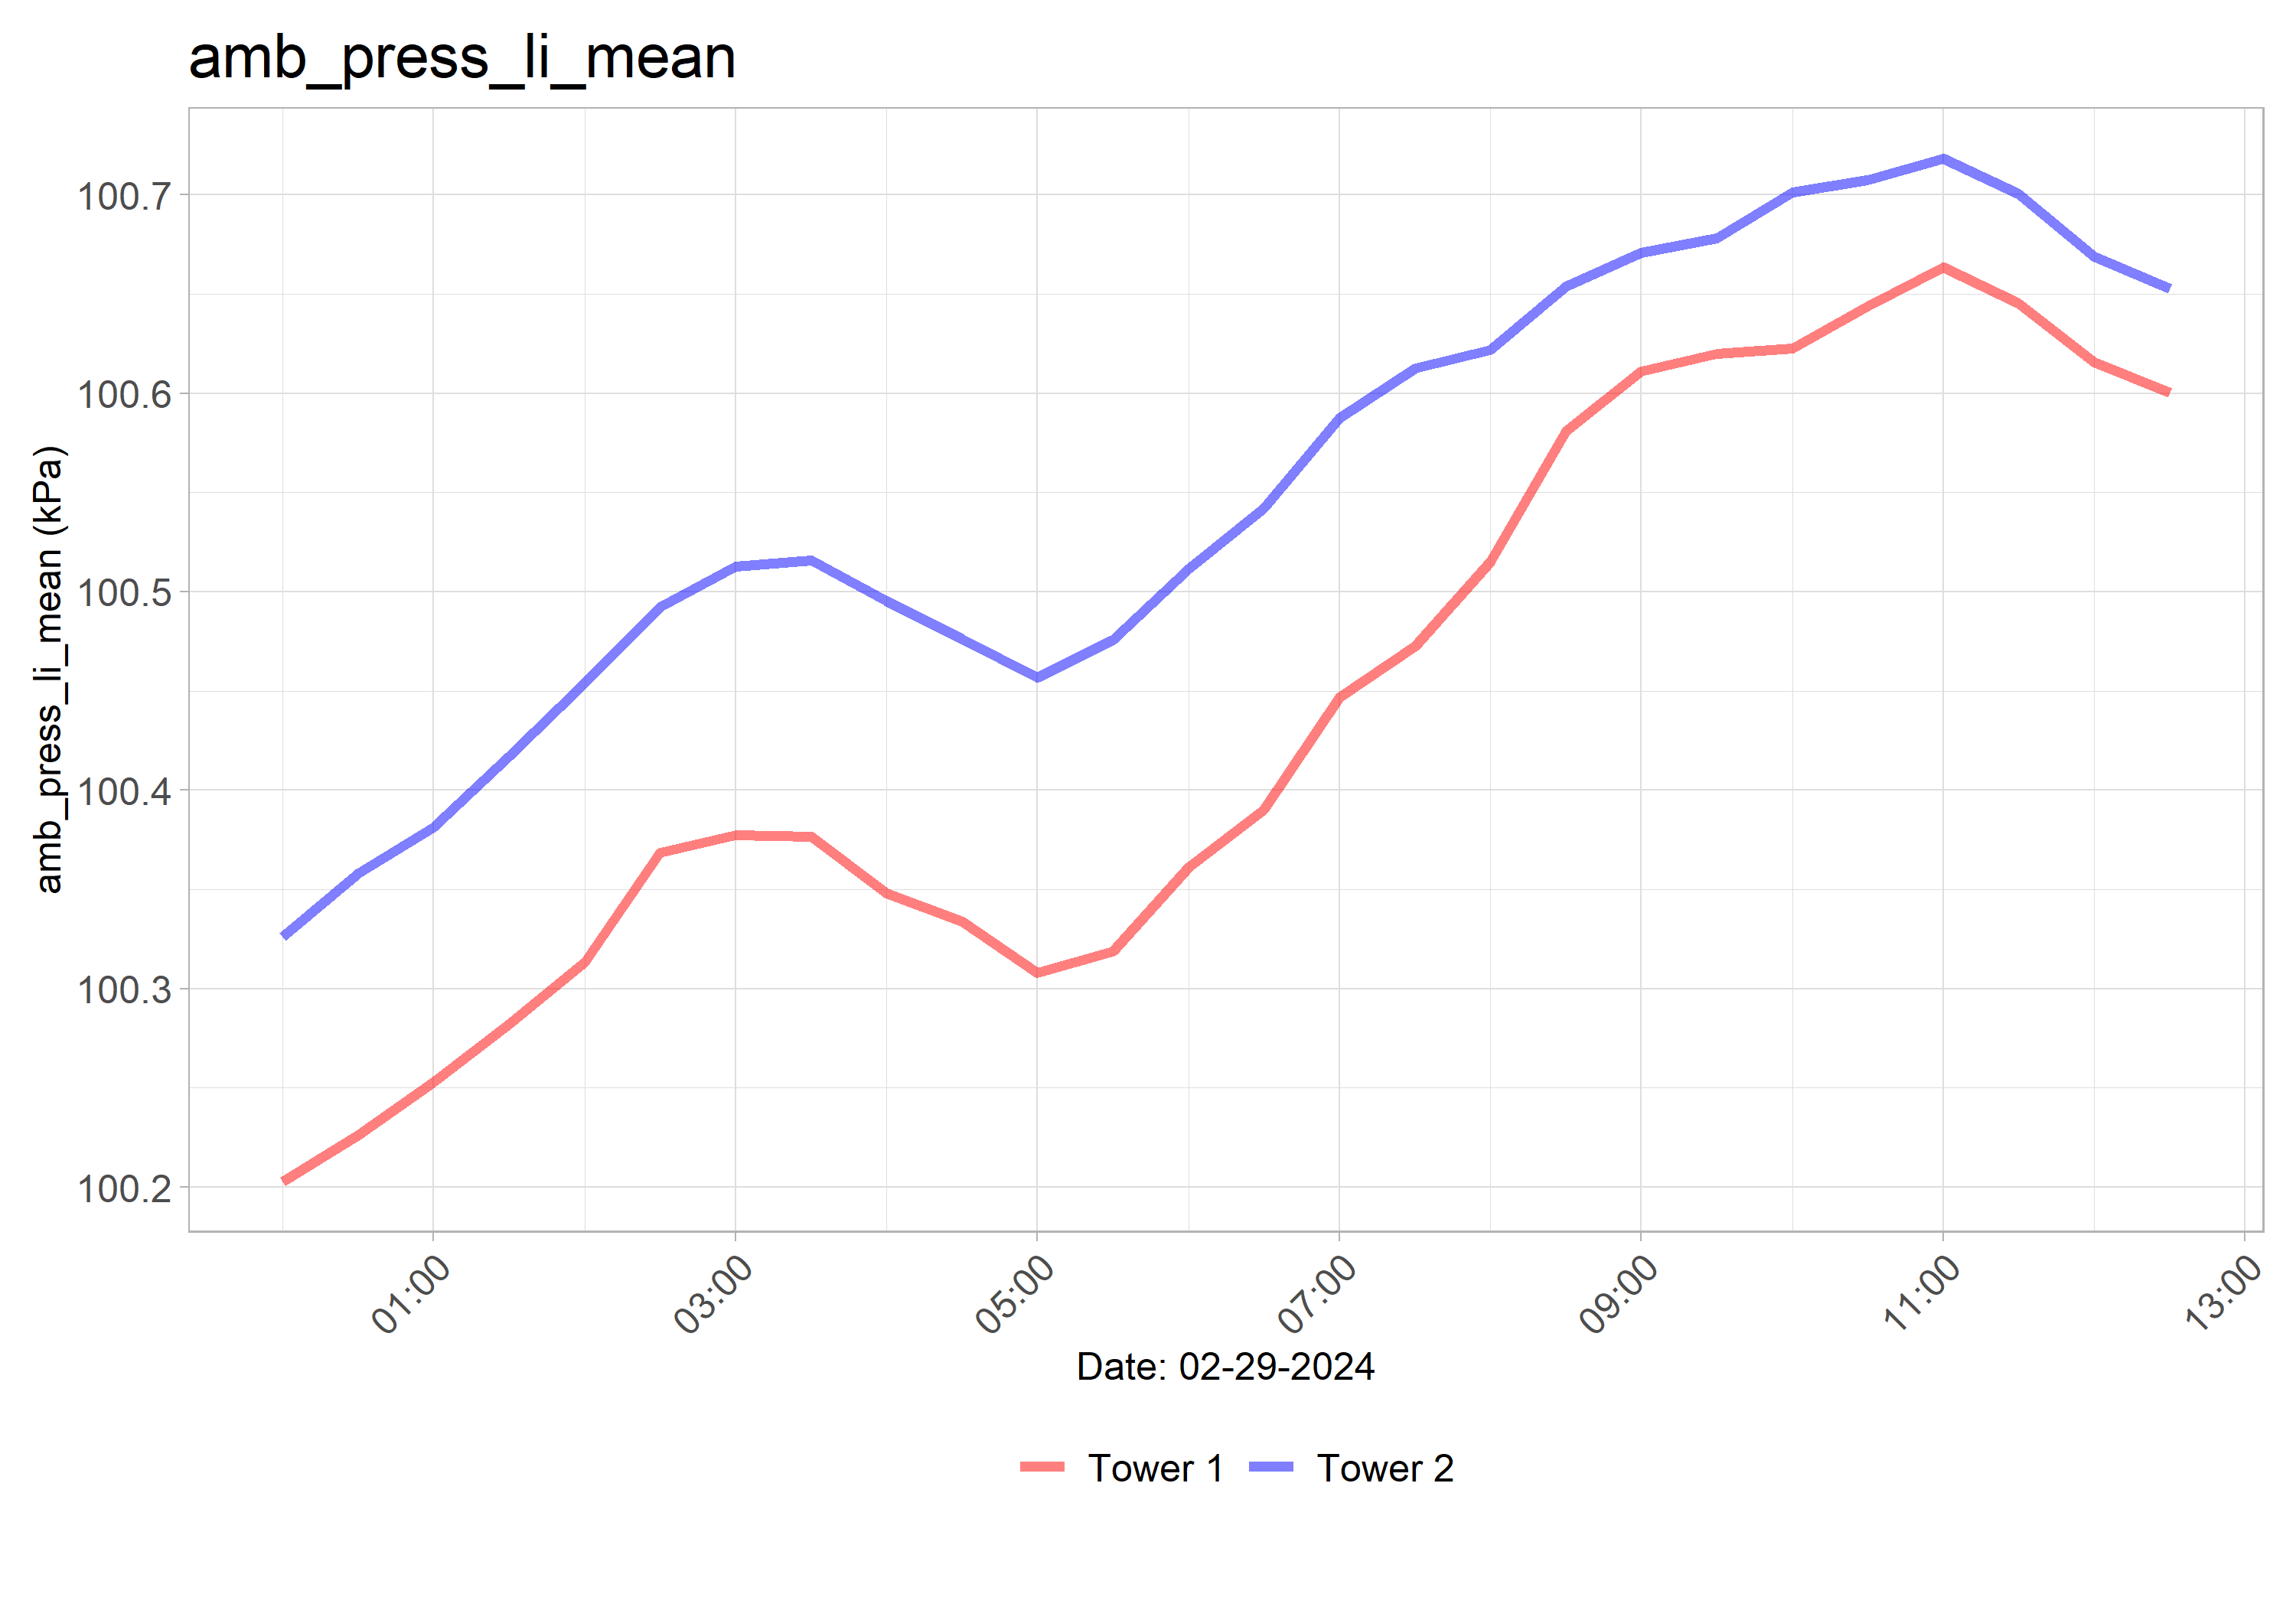 amb_press_li_mean
amb_press_li_mean (kPa)
100.7
100.6
100.5
100.4
100.3
100.2
01:00
03:00
05:00
07:00
09:00
11:00
13:00
Date: 02-29-2024
Tower 1
Tower 2